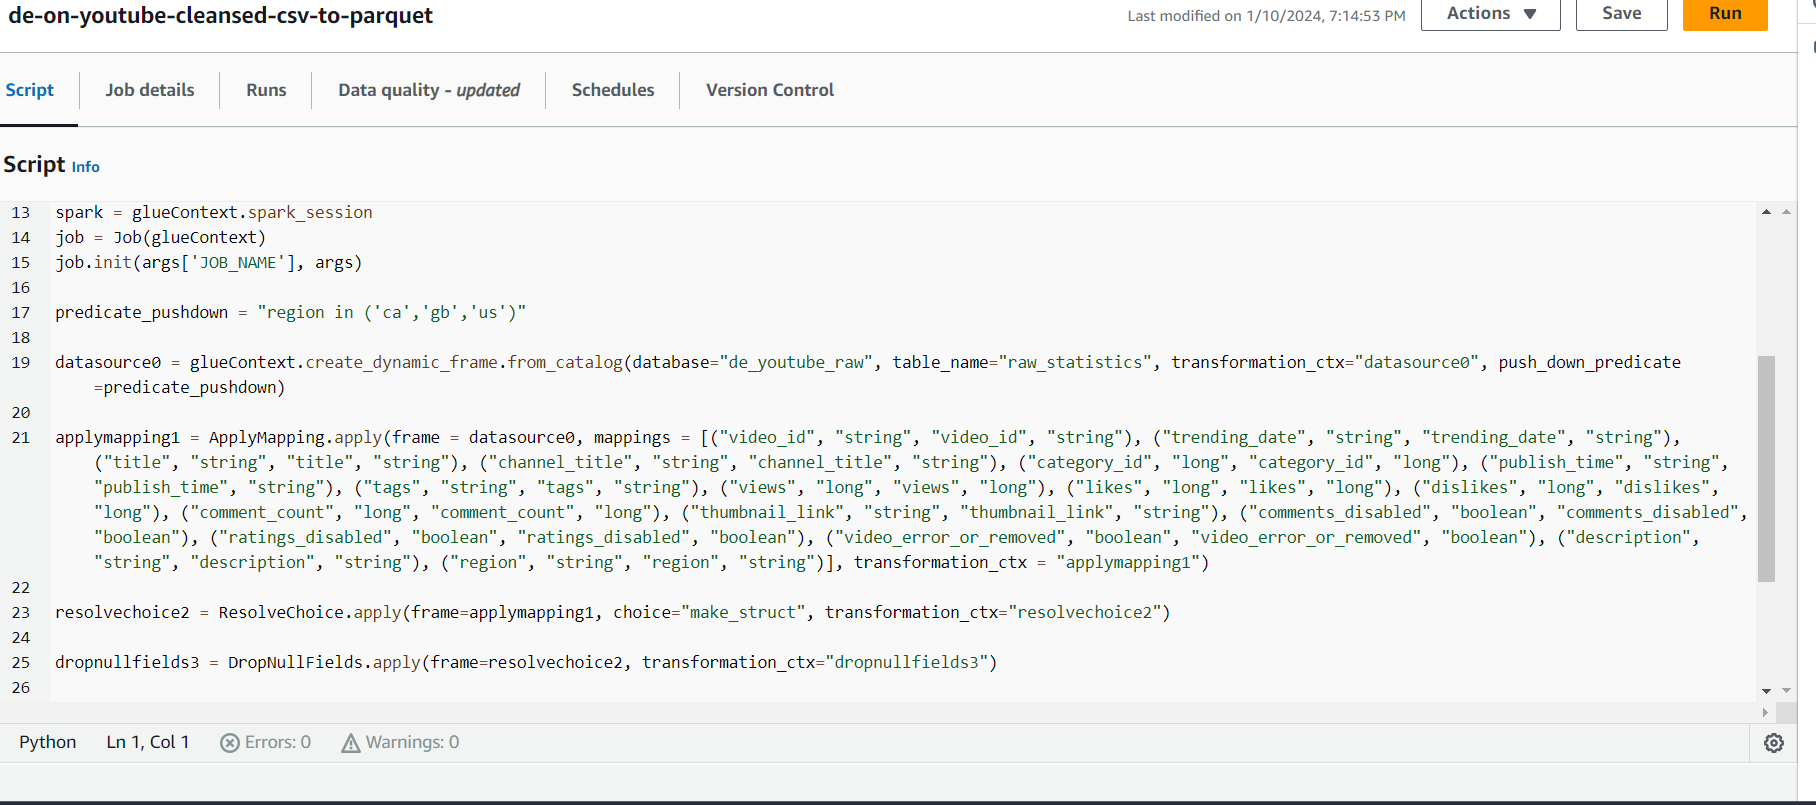 de-on-youtube-cleansed-csv-to-parquet
Last modified on 1/10/2024, 7:14:53 PM
Actions
Save
Run
Script
Job details
Runs
Data quality - updated
Schedules
Version Control
Script Info
13 spark = glueContext.spark_session
14 job = Job(glueContext)
15 job.init(args['JOB_NAME'], args)
16
17 predicate_pushdown = "region in ('ca','gb','us')"
18
19 datasource0 = glueContext.create_dynamic_frame.from_catalog(database="de_youtube_raw", table_name="raw_statistics", transformation_ctx="datasource0", push_down_predicate
=predicate_pushdown)
20
21 applymapping1 = ApplyMapping.apply(frame = datasource0, mappings = [("video_id", "string", "video_id", "string"), ("trending_date", "string", "trending_date", "string"),
("title", "string", "title", "string"), ("channel_title", "string", "channel_title", "string"), ("category_id", "long", "category_id", "long"), ("publish_time", "string",
"publish_time", "string"), ("tags", "string", "tags", "string"), ("views", "long", "views", "long"), ("likes", "long", "likes", "long"), ("dislikes", "long", "dislikes",
"long"), ("comment_count", "long", "comment_count", "long"), ("thumbnail_link", "string", "thumbnail_link", "string"), ("comments_disabled", "boolean", "comments_disabled",
"boolean"), ("ratings_disabled", "boolean", "ratings_disabled", "boolean"), ("video_error_or_removed", "boolean", "video_error_or_removed", "boolean"), ("description",
"string", "description", "string"), ("region", "string", "region", "string")], transformation_ctx = "applymapping1")
22
23 resolvechoice2 = ResolveChoice.apply(frame=applymapping1, choice="make_struct", transformation_ctx="resolvechoice2")
24
25 dropnullfields3 = DropNullFields.apply(frame=resolvechoice2, transformation_ctx="dropnullfields3")
26
Python
Ln 1, Col 1
Errors: 0
Warnings: 0